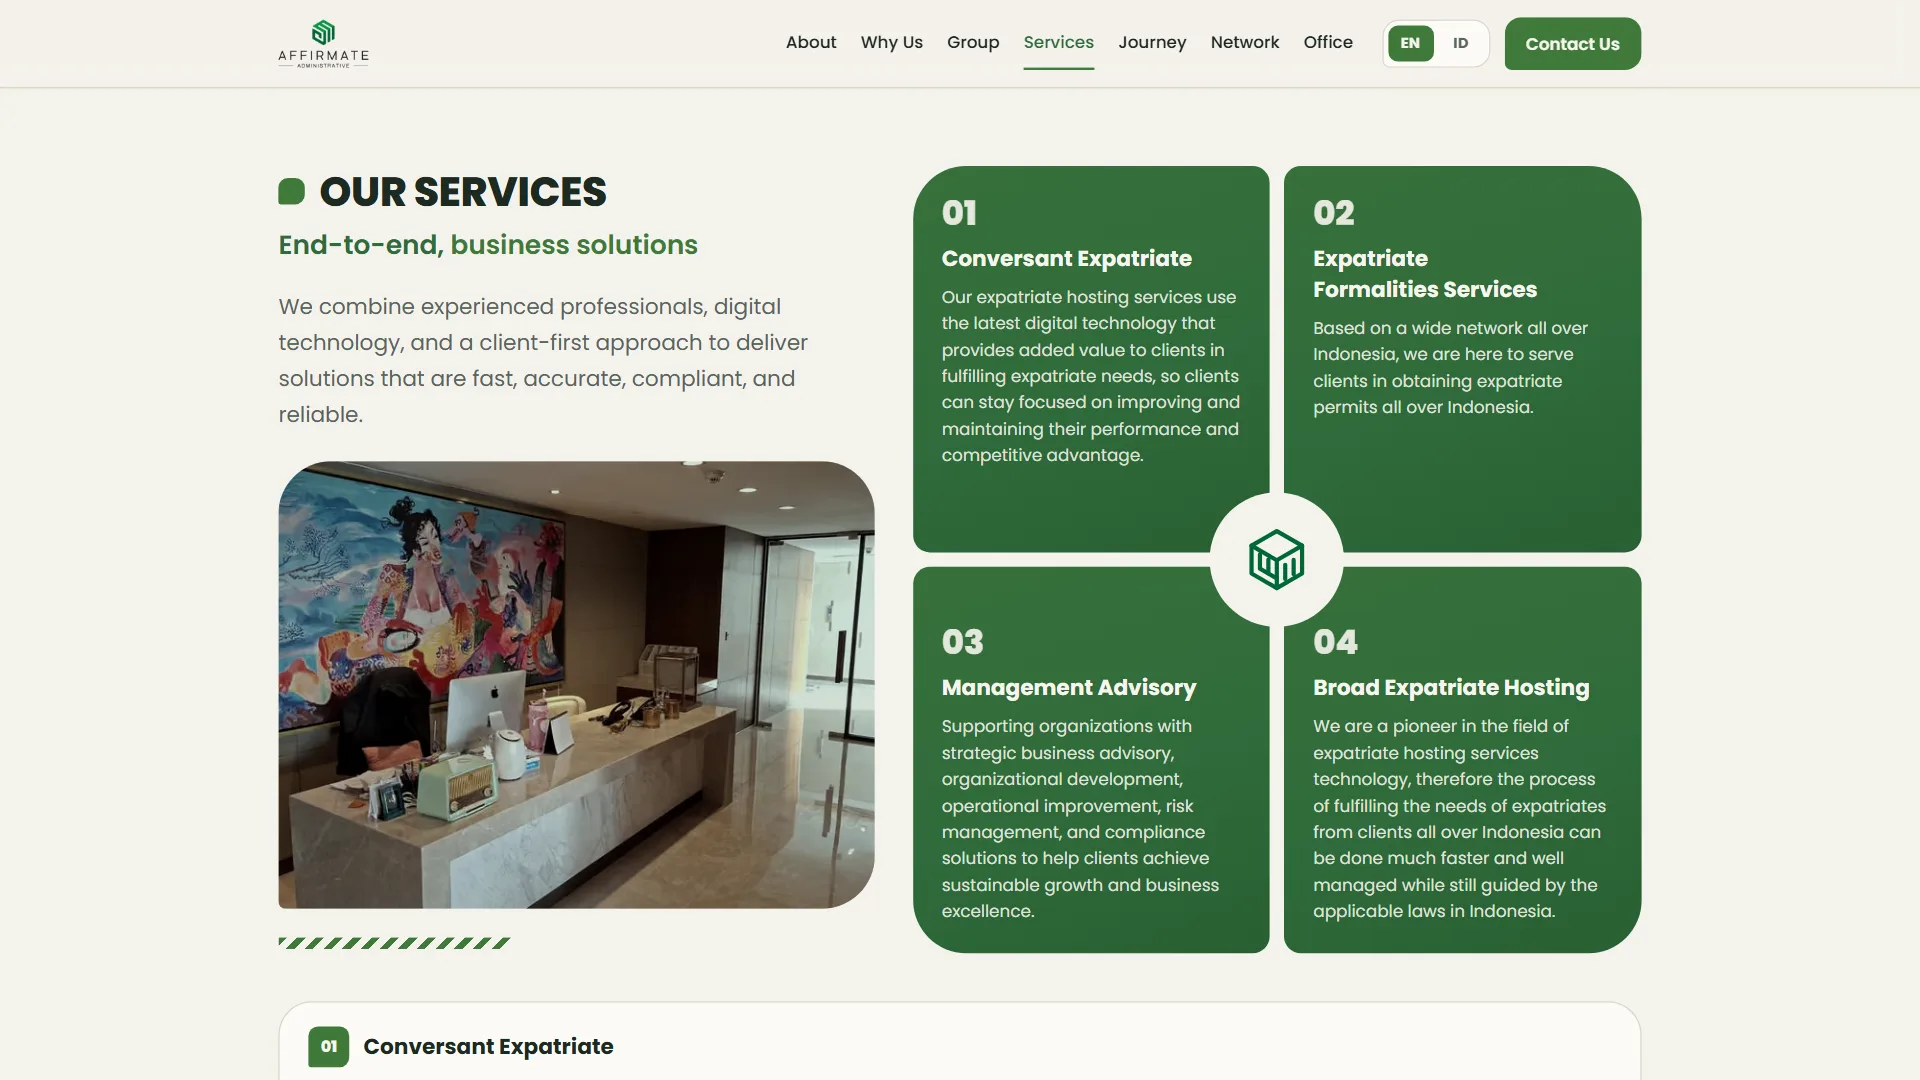 AFFIRMATE
ADMINISTRATIVE
About
Why Us
Group
Services
Journey
Network
Office
EN
ID
Contact Us
OUR SERVICES
End-to-end, business solutions
We combine experienced professionals, digital
technology, and a client-first approach to deliver
solutions that are fast, accurate, compliant, and
reliable.
01
Conversant Expatriate
Our expatriate hosting services use
the latest digital technology that
provides added value to clients in
fulfilling expatriate needs, so clients
can stay focused on improving and
maintaining their performance and
competitive advantage.
02
Expatriate
Formalities Services
Based on a wide network all over
Indonesia, we are here to serve
clients in obtaining expatriate
permits all over Indonesia.
03
Management Advisory
Supporting organizations with
strategic business advisory,
organizational development,
operational improvement, risk
management, and compliance
solutions to help clients achieve
sustainable growth and business
excellence.
04
Broad Expatriate Hosting
We are a pioneer in the field of
expatriate hosting services
technology, therefore the process
of fulfilling the needs of expatriates
from clients all over Indonesia can
be done much faster and well
managed while still guided by the
applicable laws in Indonesia.
01
Conversant Expatriate